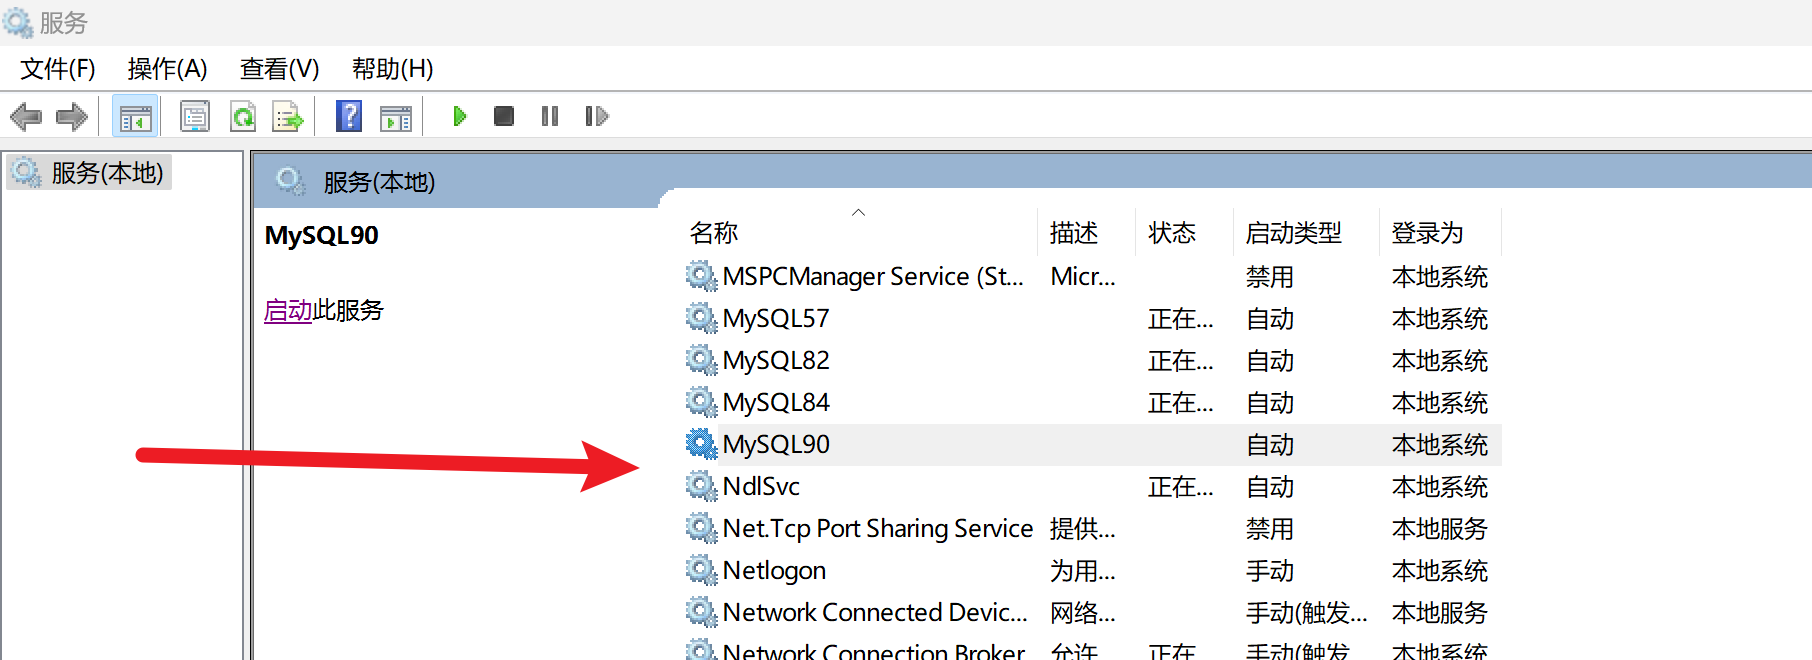 服务
文件(F) 操作(A) 查看(V) 帮助(H)
服务(本地)
服务(本地)
MySQL90
启动此服务
名称 描述 状态 启动类型 登录为
MSPCManager Service (St... Micr... 禁用 本地系统
MySQL57 正在... 自动 本地系统
MySQL82 正在... 自动 本地系统
MySQL84 正在... 自动 本地系统
MySQL90 自动 本地系统
NdlSvc 正在... 自动 本地系统
Net.Tcp Port Sharing Service 提供... 禁用 本地服务
Netlogon 为用... 手动 本地系统
Network Connected Devic... 网络... 手动(触发... 本地服务
Network Connection Broker 允许 正在 手动(触发 本地系统